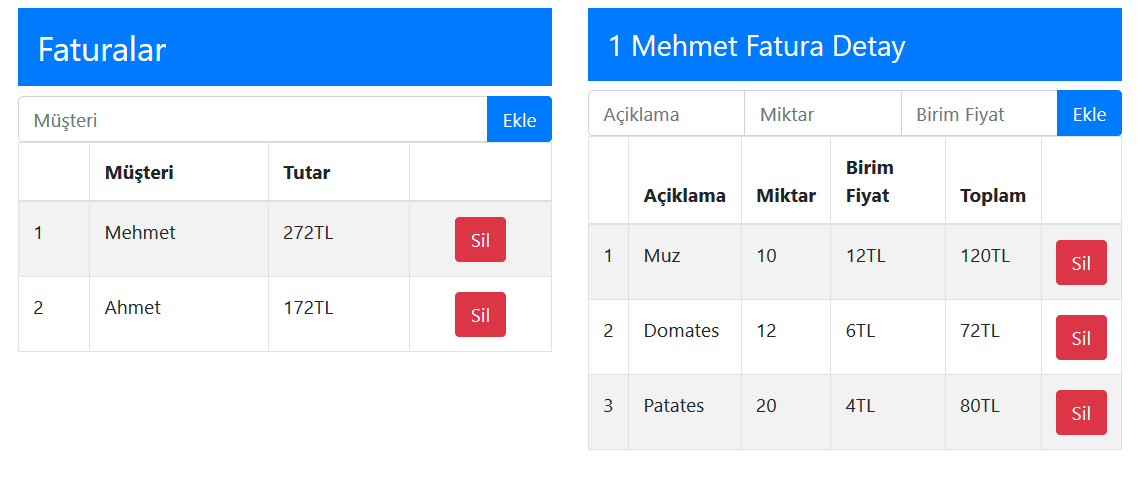 Faturalar
Müşteri Ekle
Müşteri Tutar
1 Mehmet 272TL Sil
2 Ahmet 172TL Sil
1 Mehmet Fatura Detay
Açiklama Miktar Birim Fiyat Ekle
Açiklama Miktar Birim Fiyat Toplam
1 Muz 10 12TL 120TL Sil
2 Domates 12 6TL 72TL Sil
3 Patates 20 4TL 80TL Sil